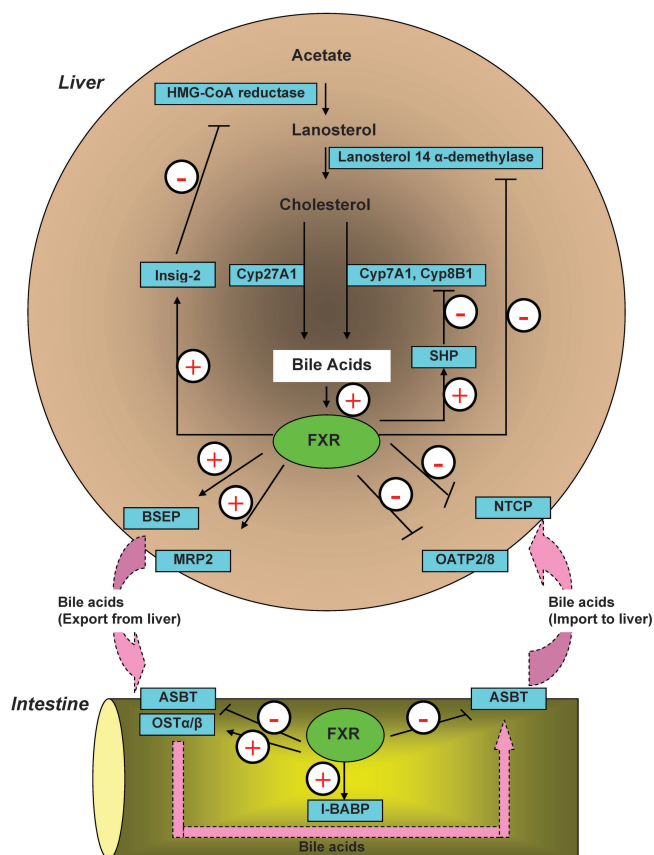 Acetate
Liver
HMG-CoA reductase
Lanosterol
Lanosterol 14 α-demethylase
-
Cholesterol
Insig-2
Cyp27A1
Cyp7A1, Cyp8B1
-
-
SHP
+
Bile Acids
+
+
FXR
+
-
+
-
BSEP
NTCP
MRP2
OATP2/8
Bile acids
(Export from liver)
Bile acids
(Import to liver)
Intestine
ASBT
ASBT
OSTα/β
-
-
FXR
+
+
I-BABP
Bile acids